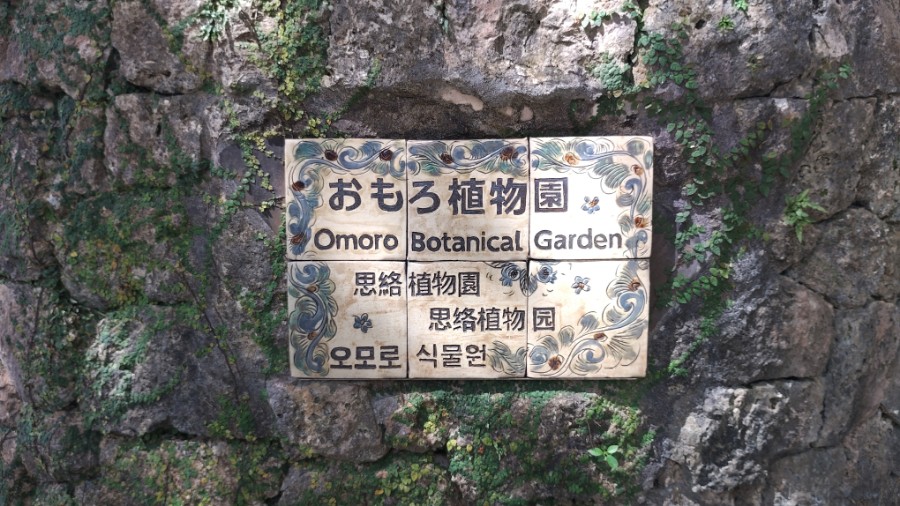 おもろ植物園
Omoro Botanical Garden
思絡植物園
思络植物园
오모로 식물원